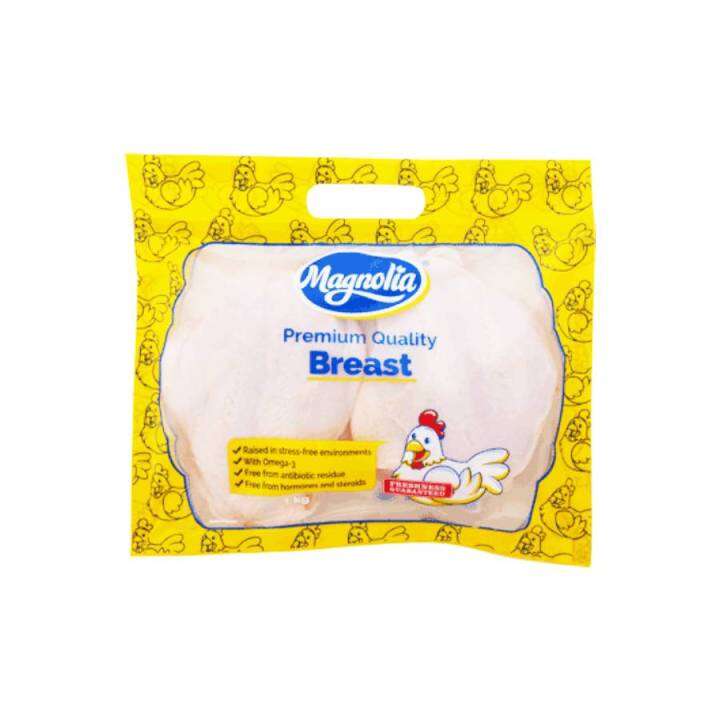 Magnolia
Premium Quality
Breast
✓ Raised in stress-free environments
✓ With Omega-3
✓ Free from antibiotic residue
✓ Free from hormones and steroids
kg
FRESHNESS
GUARANTEED